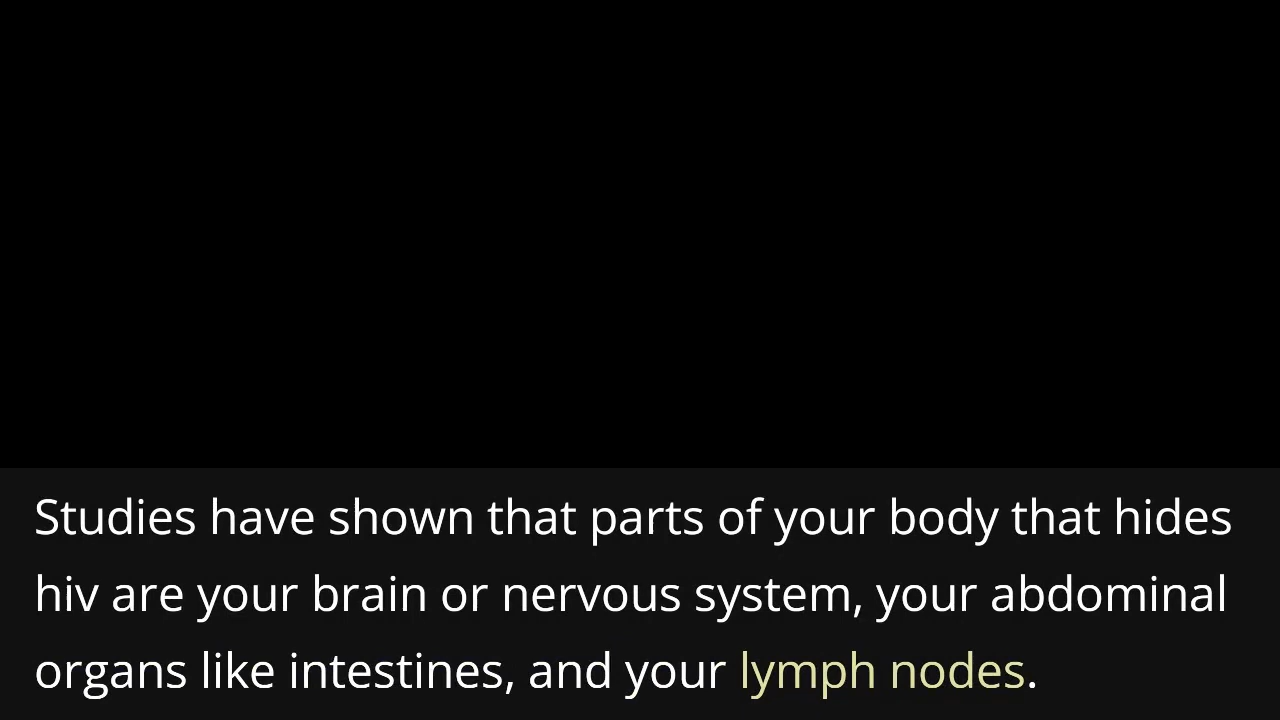 Studies have shown that parts of your body that hides
hiv are your brain or nervous system, your abdominal
organs like intestines, and your lymph nodes.